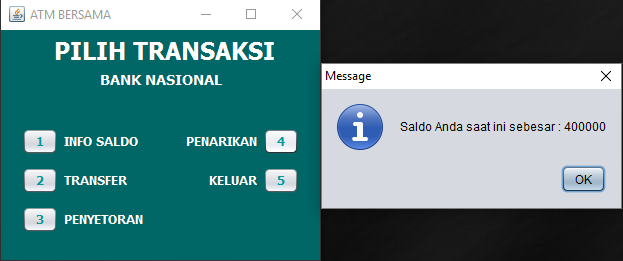 ATM BERSAMA
PILIH TRANSAKSI
BANK NASIONAL
1 INFO SALDO
PENARIKAN 4
2 TRANSFER
KELUAR 5
3 PENYETORAN
Message
Saldo Anda saat ini sebesar : 400000
OK